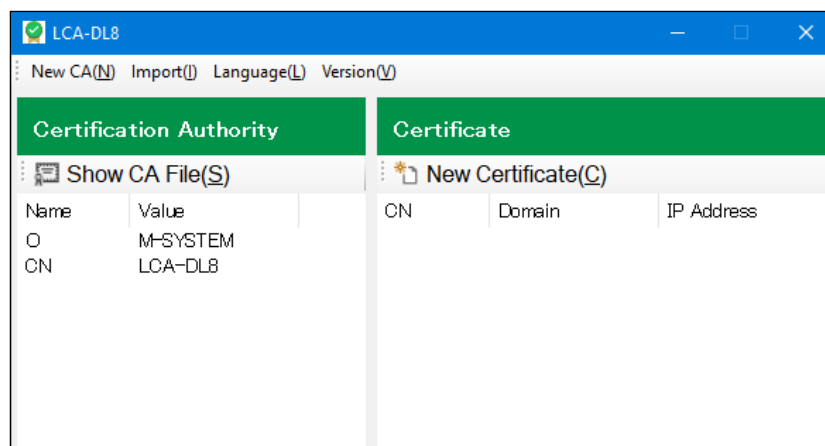 LCA-DL8
New CA(N) Import(I) Language(L) Version(V)
Certification Authority
Show CA File(S)
Name Value
O M-SYSTEM
CN LCA-DL8
Certificate
New Certificate(C)
CN Domain IP Address